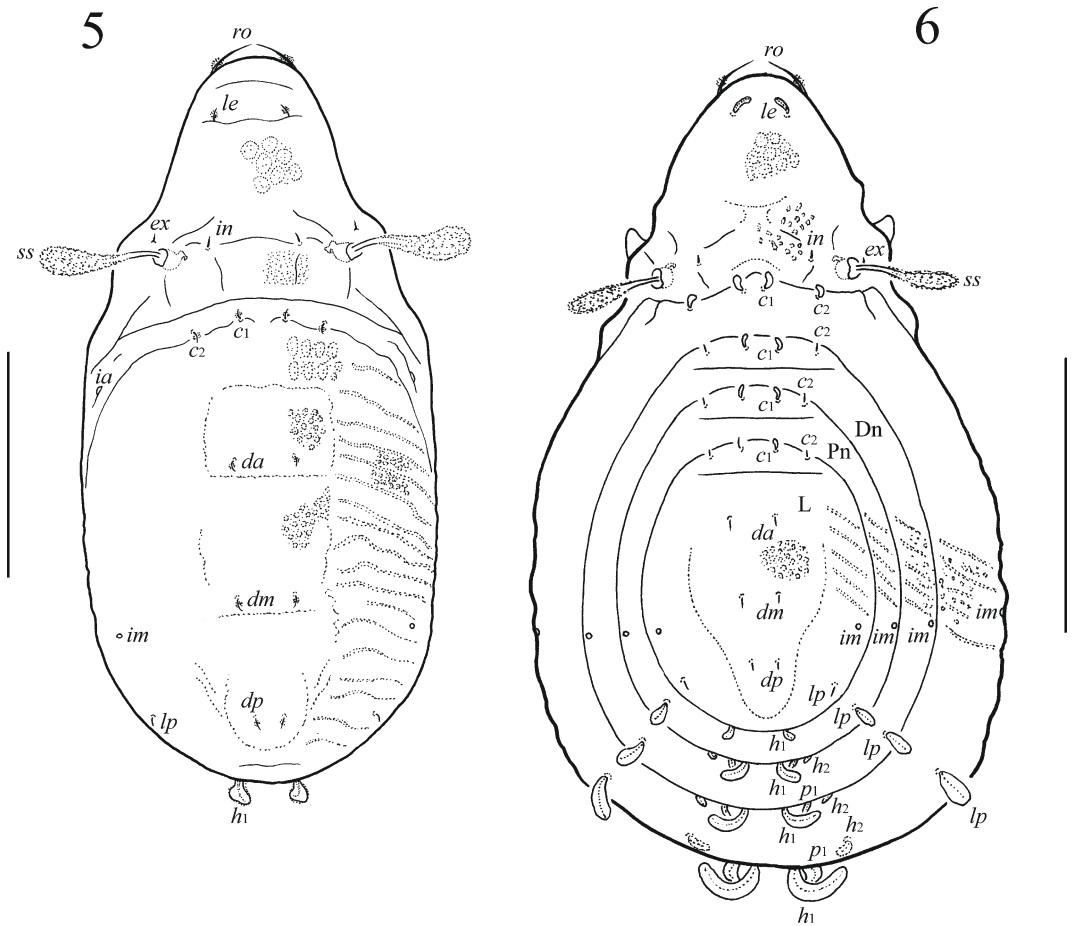 5
ro
le
ex
in
ss
c1
c2
ia
da
dm
im
dp
lp
h1
6
ro
le
in
ex
ss
c1
c2
c2
c1
c2
c1
Dn
c2
Pn
c1
L
da
dm
im
im
im
im
dp
lp
lp
h1
lp
h2
h1
p1
h2
lp
h1
h2
p1
h1